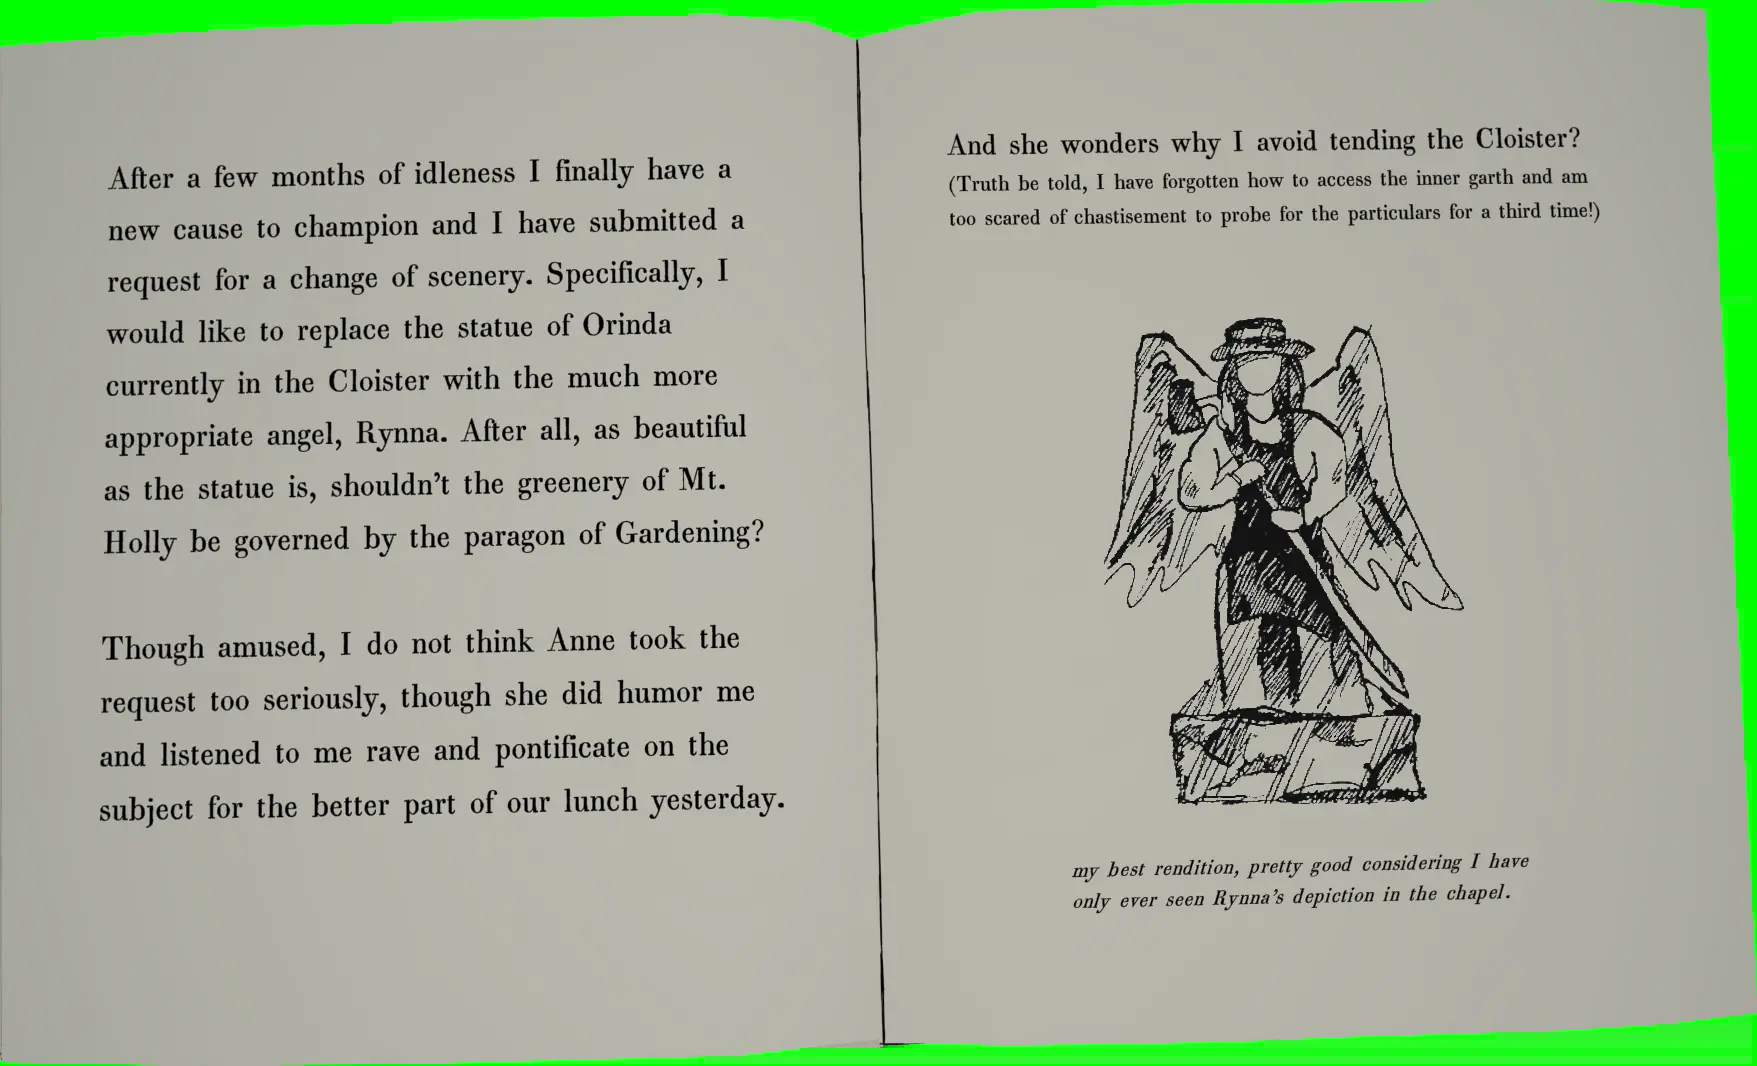 After a few months of idleness I finally have a
new cause to champion and I have submitted a
request for a change of scenery. Specifically, I
would like to replace the statue of Orinda
currently in the Cloister with the much more
appropriate angel, Rynna. After all, as beautiful
as the statue is, shouldn't the greenery of Mt.
Holly be governed by the paragon of Gardening?
Though amused, I do not think Anne took the
request too seriously, though she did humor me
and listened to me rave and pontificate on the
subject for the better part of our lunch yesterday.
And she wonders why I avoid tending the Cloister?
(Truth be told, I have forgotten how to access the inner garth and am
too scared of chastisement to probe for the particulars for a third time!)
my best rendition, pretty good considering I have
only ever seen Rynna's depiction in the chapel.